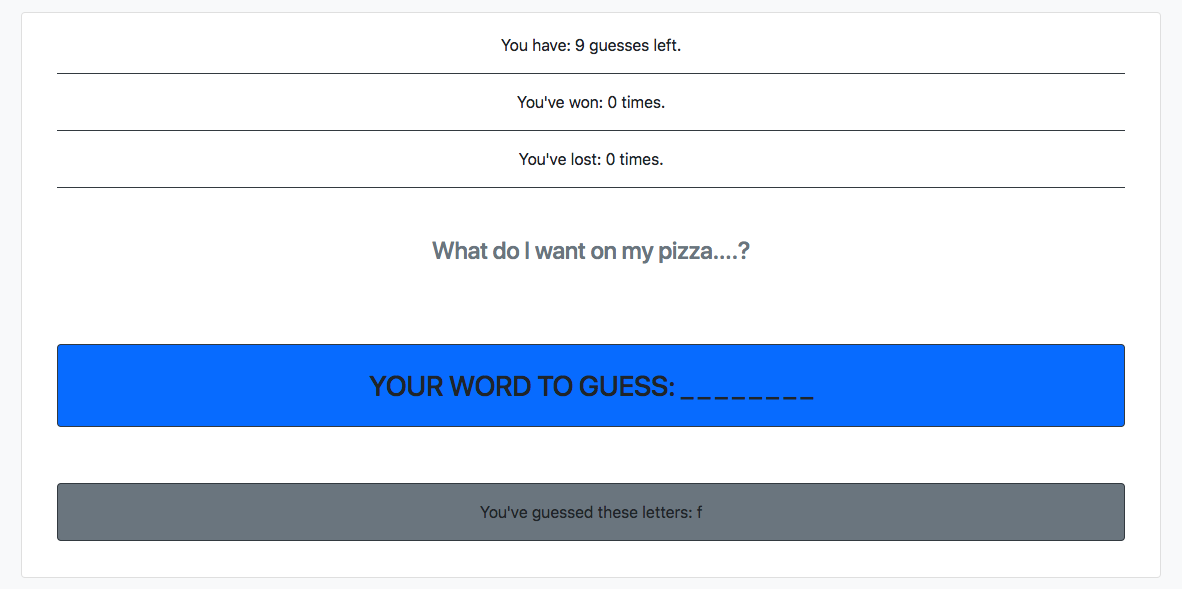 You have: 9 guesses left.
You've won: 0 times.
You've lost: 0 times.
What do I want on my pizza....?
YOUR WORD TO GUESS: _ _ _ _ _ _ _ _
You've guessed these letters: f